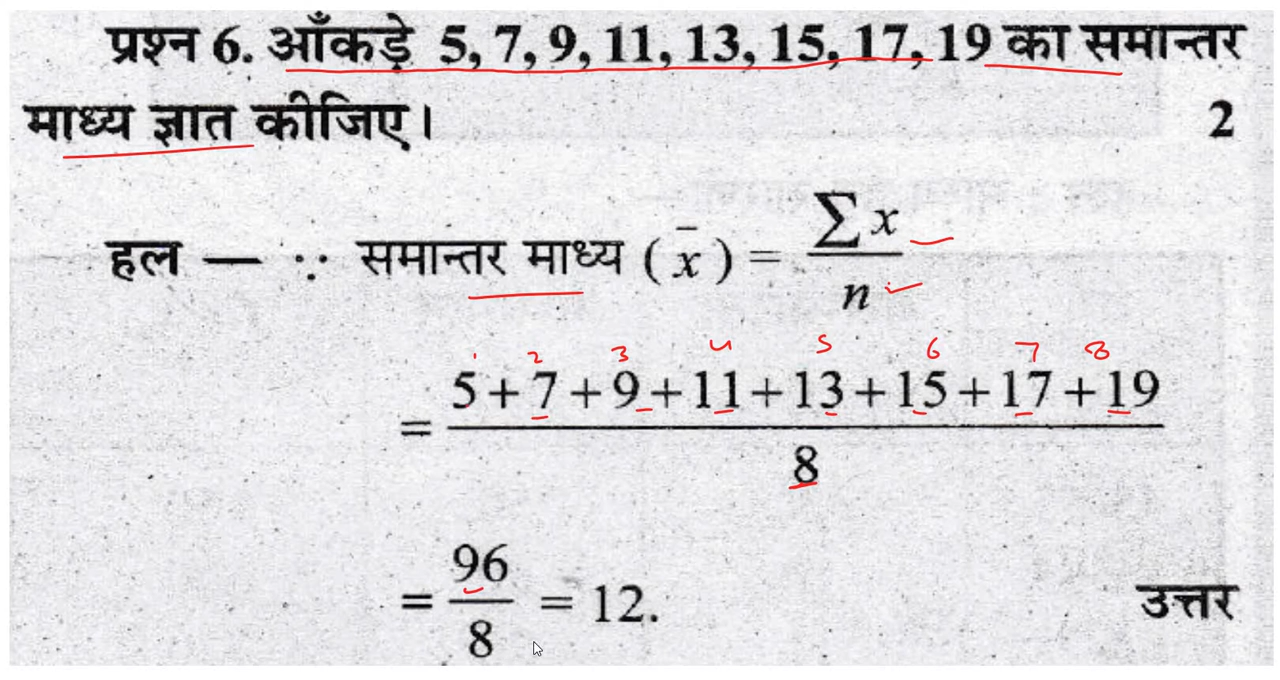 प्रश्न 6. आँकड़े 5, 7, 9, 11, 13, 15, 17, 19 का समान्तर
माध्य ज्ञात कीजिए। 2
हल — ∵ समान्तर माध्य ( x̄ ) = ∑x / n
1 2 3 4 5 6 7 8
= 5 + 7 + 9 + 11 + 13 + 15 + 17 + 19 / 8
= 96 / 8 = 12. उत्तर